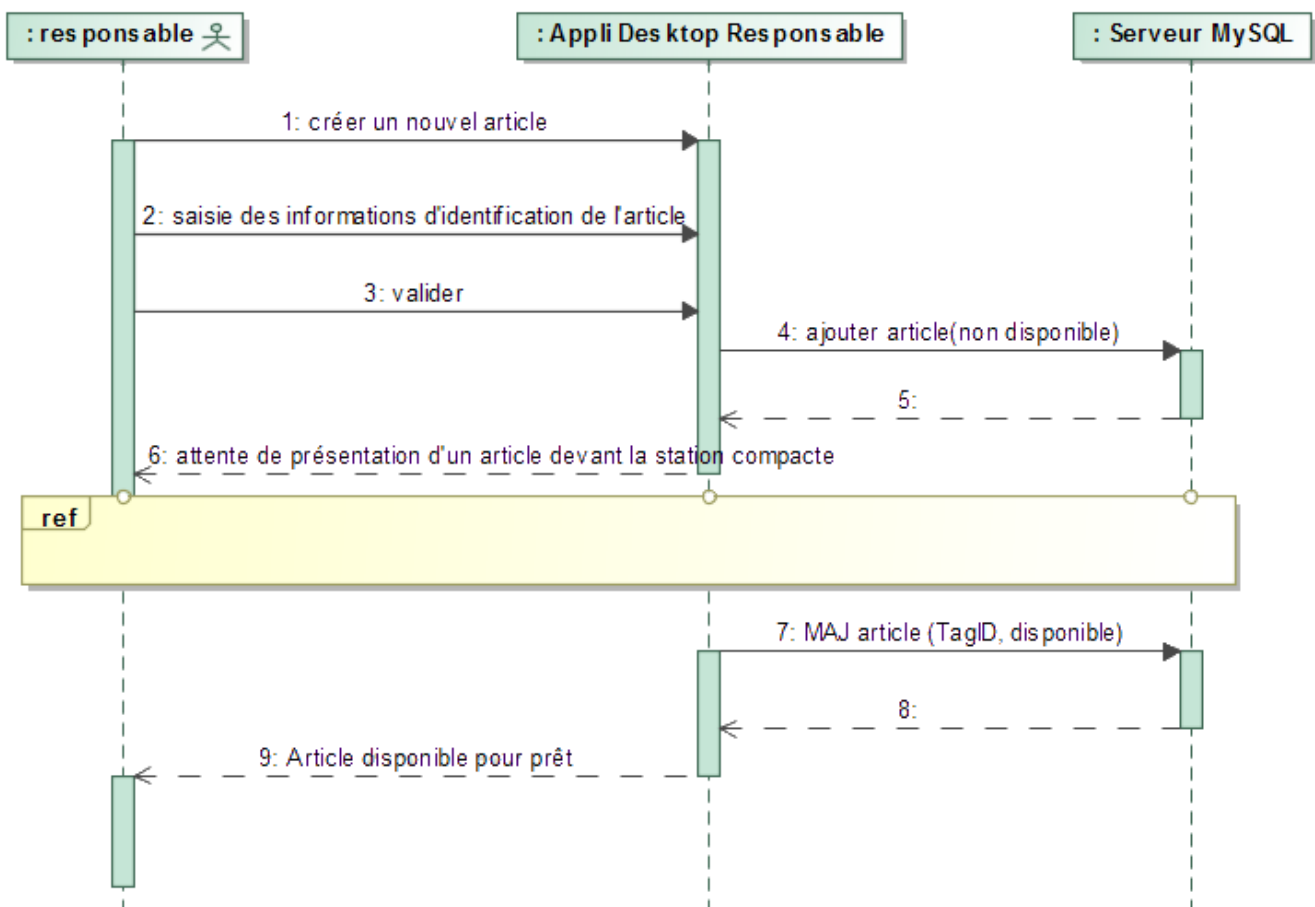 : responsable
: Appli Desktop Responsable
: Serveur MySQL
1: créer un nouvel article
2: saisie des informations d'identification de l'article
3: valider
4: ajouter article(non disponible)
5:
6: attente de présentation d'un article devant la station compacte
ref
7: MAJ article (TagID, disponible)
8:
9: Article disponible pour prêt